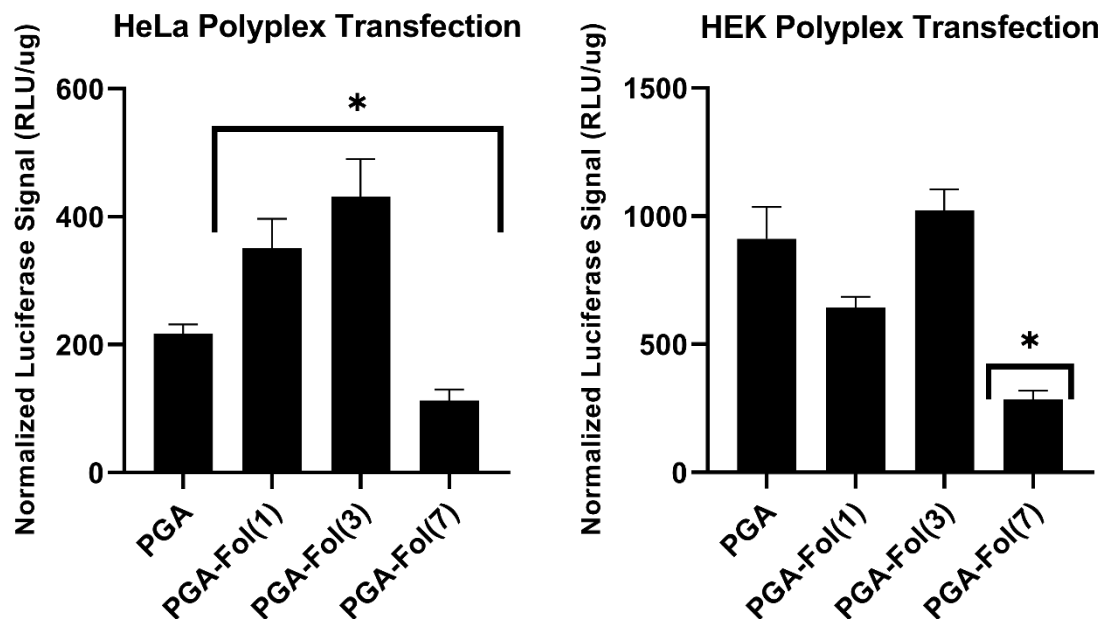 HeLa Polyplex Transfection
Normalized Luciferase Signal (RLU/ug)
600
400
200
0
*
PGA
PGA-Fol(1)
PGA-Fol(3)
PGA-Fol(7)
HEK Polyplex Transfection
Normalized Luciferase Signal (RLU/ug)
1500
1000
500
0
*
PGA
PGA-Fol(1)
PGA-Fol(3)
PGA-Fol(7)